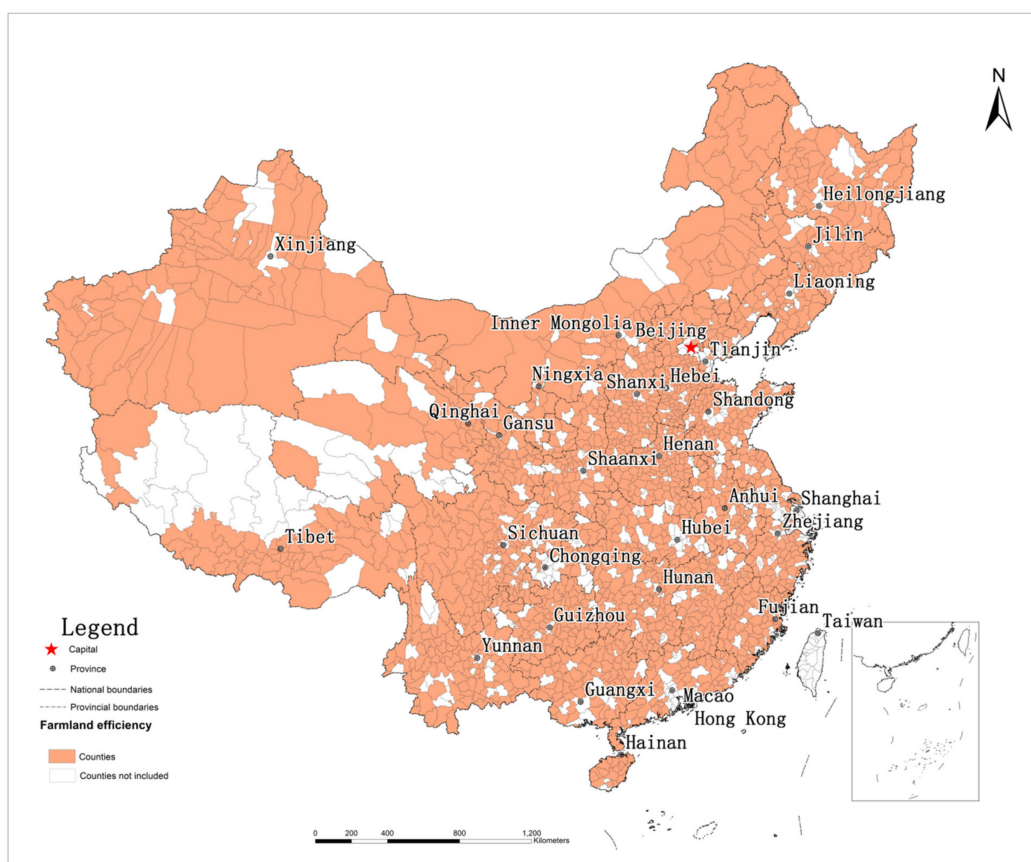 N
Heilongjiang
Jilin
Xinjiang
Liaoning
Inner Mongolia
Beijing
Tianjin
Ningxia
Shanxi
Hebei
Shandong
Qinghai
Gansu
Henan
Shaanxi
Anhui
Shanghai
Zhejiang
Hubei
Tibet
Sichuan
Chongqing
Hunan
Fujian
Taiwan
Guizhou
Yunnan
Guangxi
Macao
Hong Kong
Hainan
Legend
Capital
Province
National boundaries
Provincial boundaries
Farmland efficiency
Counties
Counties not included
0 200 400 800 1,200
Kilometers